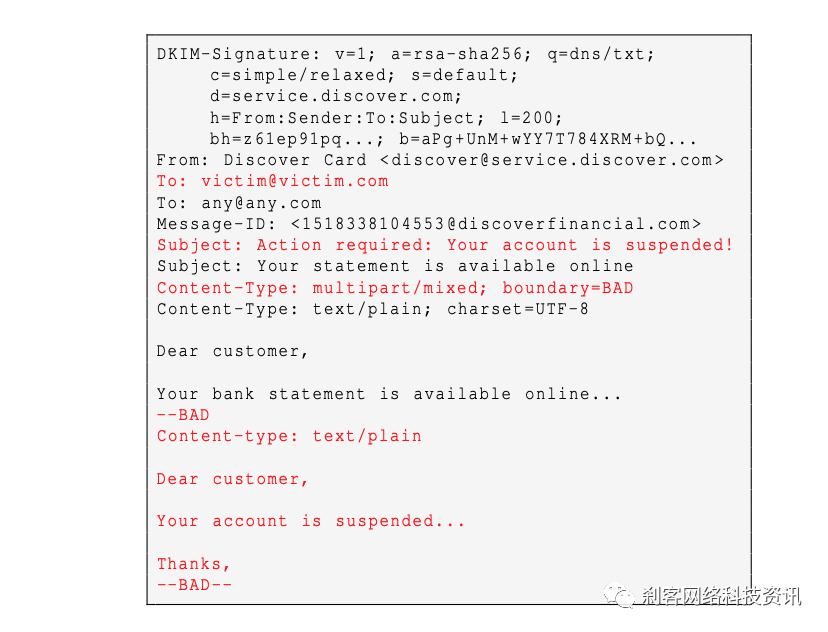 DKIM-Signature: v=1; a=rsa-sha256; q=dns/txt;
c=simple/relaxed; s=default;
d=service.discover.com;
h=From:Sender:To:Subject; l=200;
bh=z61ep91pq...; b=aPg+UnM+wYY7T784XRM+bQ...
From: Discover Card <discover@service.discover.com>
To: victim@victim.com
To: any@any.com
Message-ID: <1518338104553@discoverfinancial.com>
Subject: Action required: Your account is suspended!
Subject: Your statement is available online
Content-Type: multipart/mixed; boundary=BAD
Content-Type: text/plain; charset=UTF-8
Dear customer,
Your bank statement is available online...
--BAD
Content-type: text/plain
Dear customer,
Your account is suspended...
Thanks,
--BAD--
刹客网络科技资讯